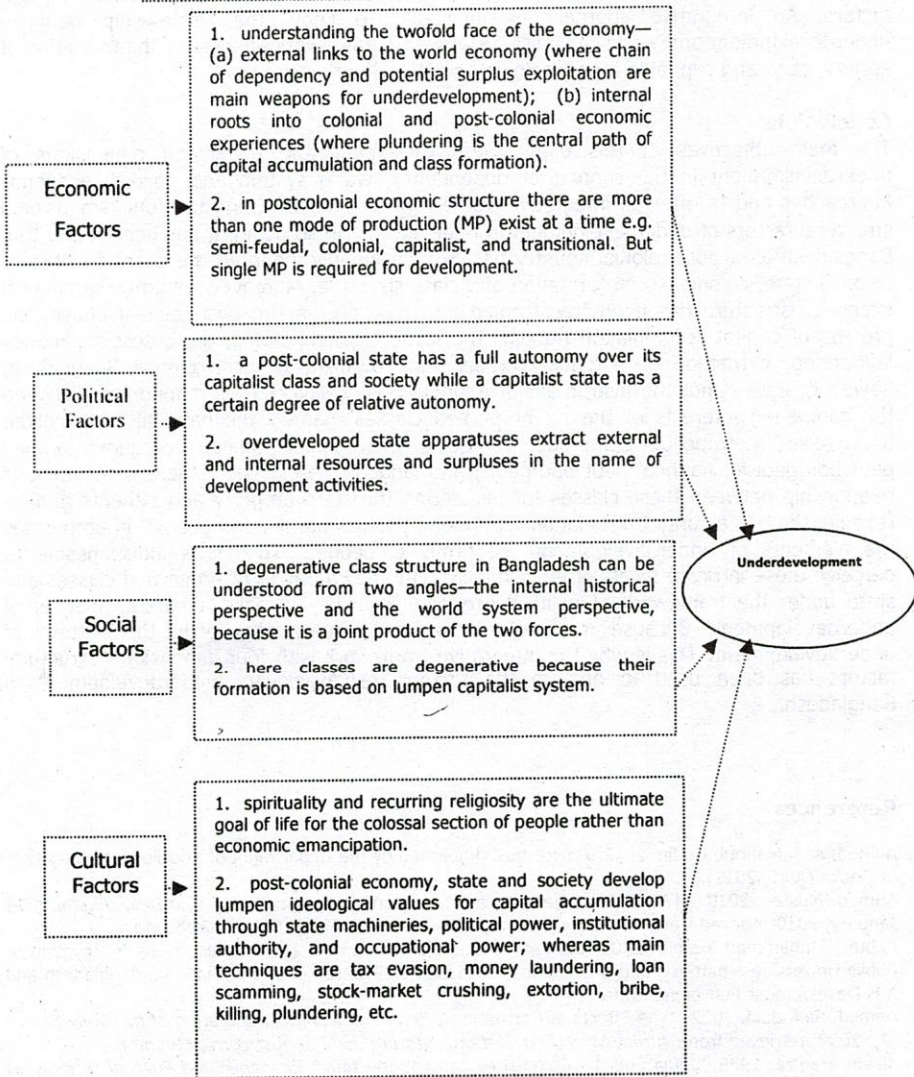 1. understanding the twofold face of the economy—
(a) external links to the world economy (where chain
of dependency and potential surplus exploitation are
main weapons for underdevelopment); (b) internal
roots into colonial and post-colonial economic
experiences (where plundering is the central path of
capital accumulation and class formation).
2. in postcolonial economic structure there are more
than one mode of production (MP) exist at a time e.g.
semi-feudal, colonial, capitalist, and transitional. But
single MP is required for development.
Economic
Factors
1. a post-colonial state has a full autonomy over its
capitalist class and society while a capitalist state has a
certain degree of relative autonomy.
2. overdeveloped state apparatuses extract external
and internal resources and surpluses in the name of
development activities.
Political
Factors
Underdevelopment
1. degenerative class structure in Bangladesh can be
understood from two angles—the internal historical
perspective and the world system perspective,
because it is a joint product of the two forces.
2. here classes are degenerative because their
formation is based on lumpen capitalist system.
Social
Factors
1. spirituality and recurring religiosity are the ultimate
goal of life for the colossal section of people rather than
economic emancipation.
2. post-colonial economy, state and society develop
lumpen ideological values for capital accumulation
through state machineries, political power, institutional
authority, and occupational power; whereas main
techniques are tax evasion, money laundering, loan
scamming, stock-market crushing, extortion, bribe,
killing, plundering, etc.
Cultural
Factors